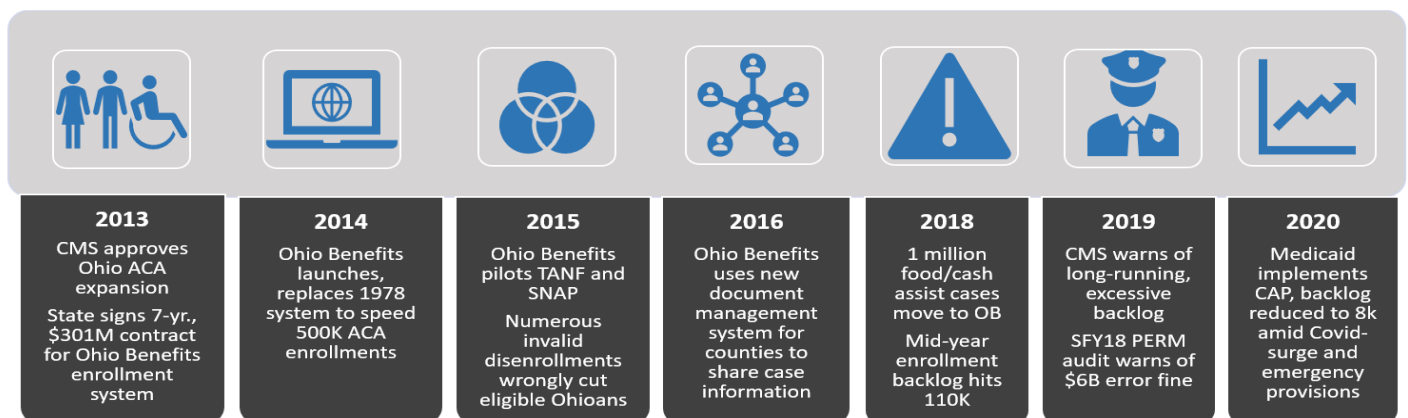 2013
CMS approves
Ohio ACA
expansion
State signs 7-yr.,
$301M contract
for Ohio Benefits
enrollment
system
2014
Ohio Benefits
launches,
replaces 1978
system to speed
500K ACA
enrollments
2015
Ohio Benefits
pilots TANF and
SNAP
Numerous
invalid
disenrollments
wrongly cut
eligible Ohioans
2016
Ohio Benefits
uses new
document
management
system for
counties to
share case
information
2018
1 million
food/cash
assist cases
move to OB
Mid-year
enrollment
backlog hits
110K
2019
CMS warns of
long-running,
excessive
backlog
SFY18 PERM
audit warns of
$6B error fine
2020
Medicaid
implements
CAP, backlog
reduced to 8k
amid Covid-
surge and
emergency
provisions